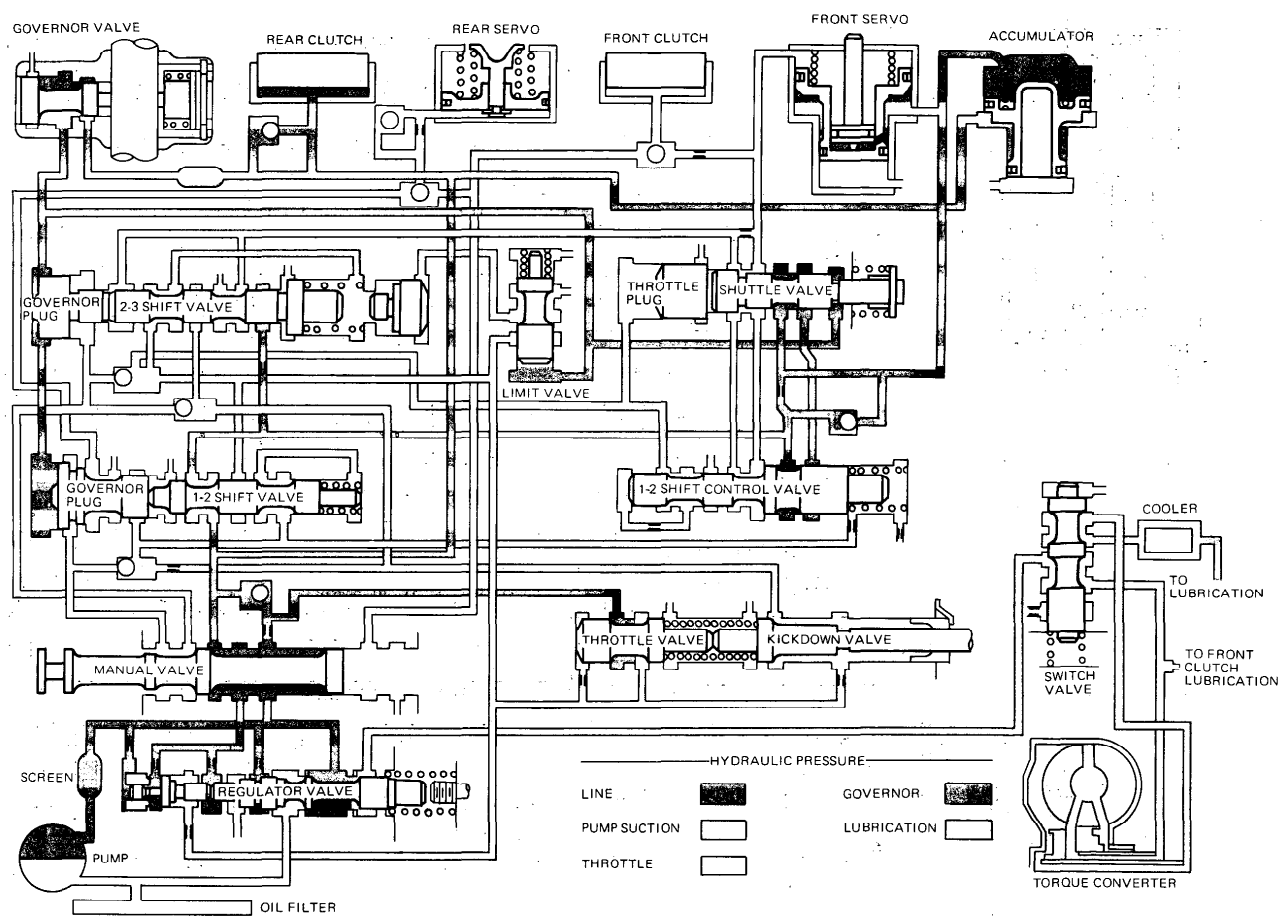 GOVERNOR VALVE
REAR CLUTCH
REAR SERVO
FRONT CLUTCH
FRONT SERVO
ACCUMULATOR
GOVERNOR
PLUG
2-3 SHIFT VALVE
LIMIT VALVE
THROTTLE
PLUG
SHUTTLE VALVE
GOVERNOR
PLUG
1-2 SHIFT VALVE
1-2 SHIFT CONTROL VALVE
COOLER
TO
LUBRICATION
MANUAL VALVE
THROTTLE VALVE
KICKDOWN VALVE
TO FRONT
CLUTCH
LUBRICATION
SWITCH
VALVE
SCREEN
REGULATOR VALVE
PUMP
OIL FILTER
HYDRAULIC PRESSURE
LINE
GOVERNOR
PUMP SUCTION
LUBRICATION
THROTTLE
TORQUE CONVERTER